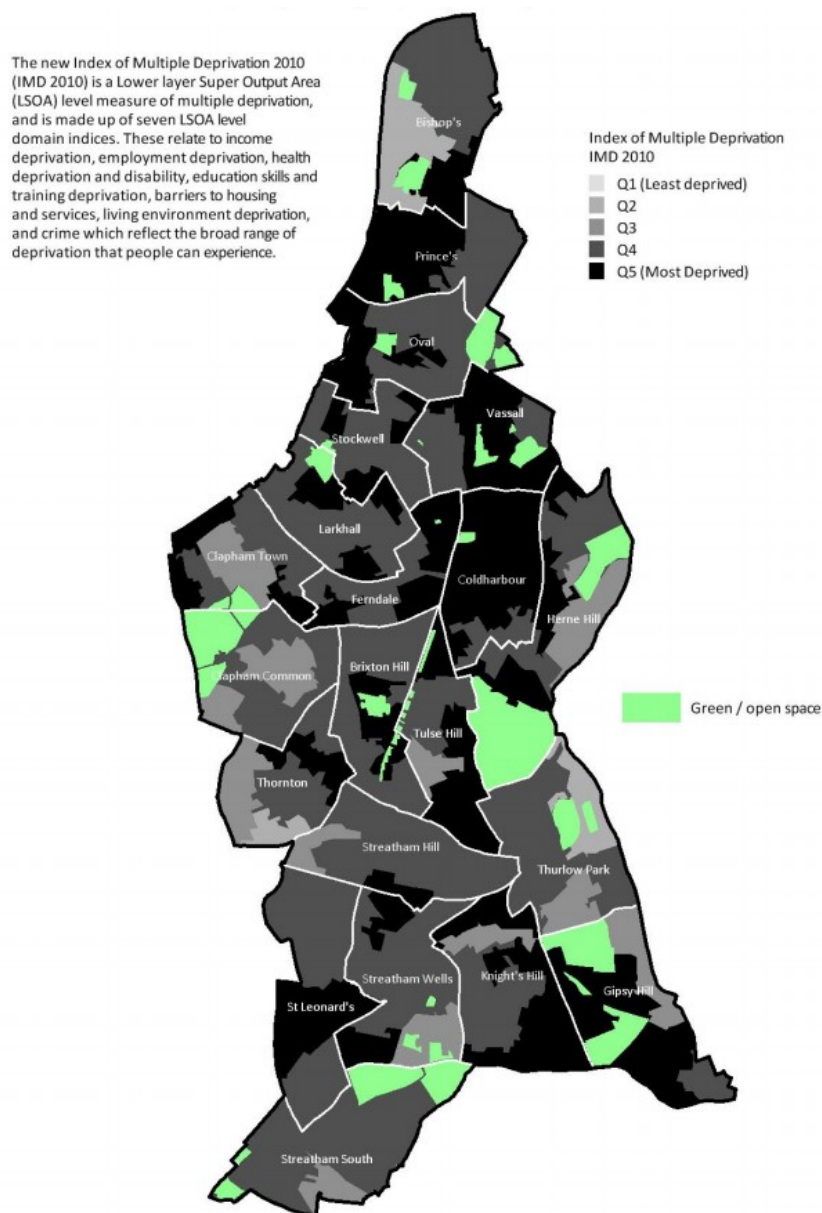 The new Index of Multiple Deprivation 2010
(IMD 2010) is a Lower layer Super Output Area
(LSOA) level measure of multiple deprivation,
and is made up of seven LSOA level
domain indices. These relate to income
deprivation, employment deprivation, health
deprivation and disability, education skills and
training deprivation, barriers to housing
and services, living environment deprivation,
and crime which reflect the broad range of
deprivation that people can experience.
Index of Multiple Deprivation
IMD 2010
Q1 (Least deprived)
Q2
Q3
Q4
Q5 (Most Deprived)
Bishop's
Prince's
Oval
Vassall
Stockwell
Larkhall
Clapham Town
Coldharbour
Ferndale
Herne Hill
Brixton Hill
Clapham Common
Green / open space
Tulse Hill
Thornton
Streatham Hill
Thurlow Park
Streatham Wells
Knight's Hill
Gipsy Hill
St Leonard's
Streatham South